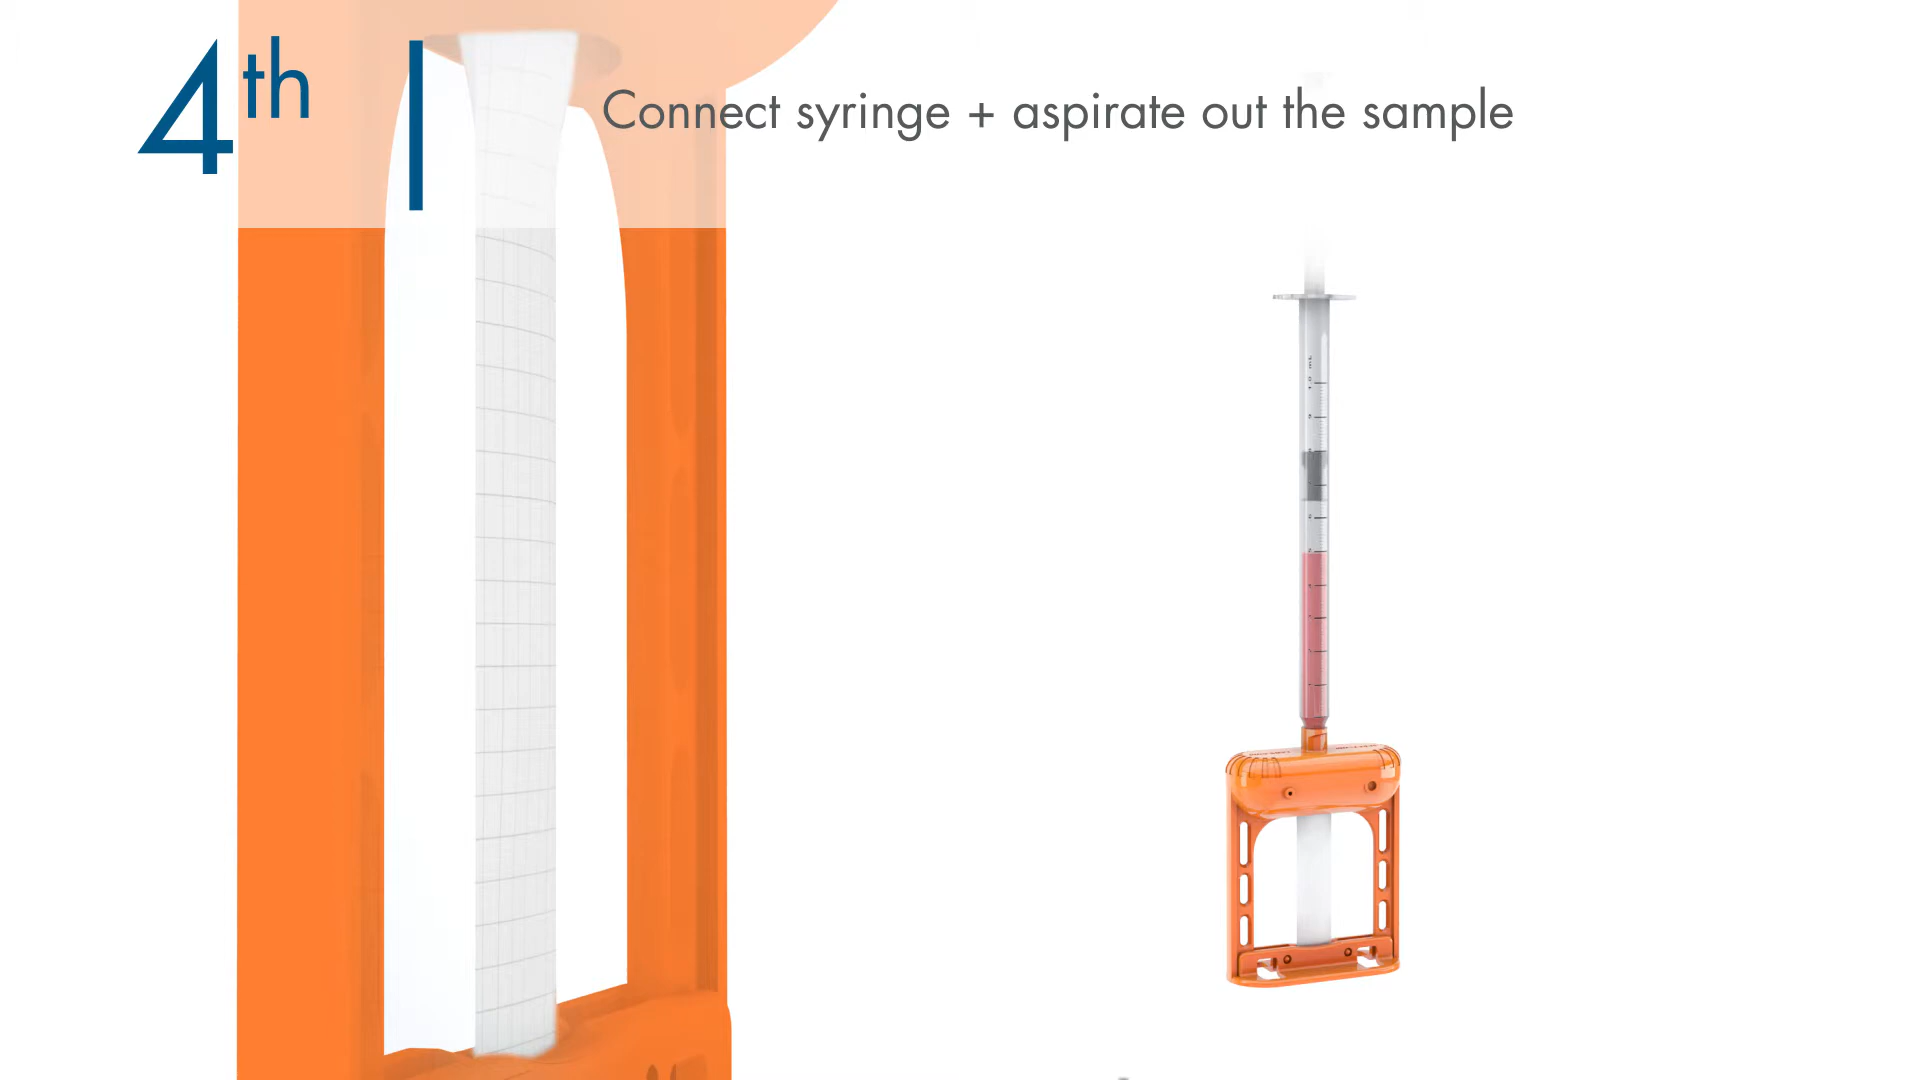 4th
Connect syringe + aspirate out the sample